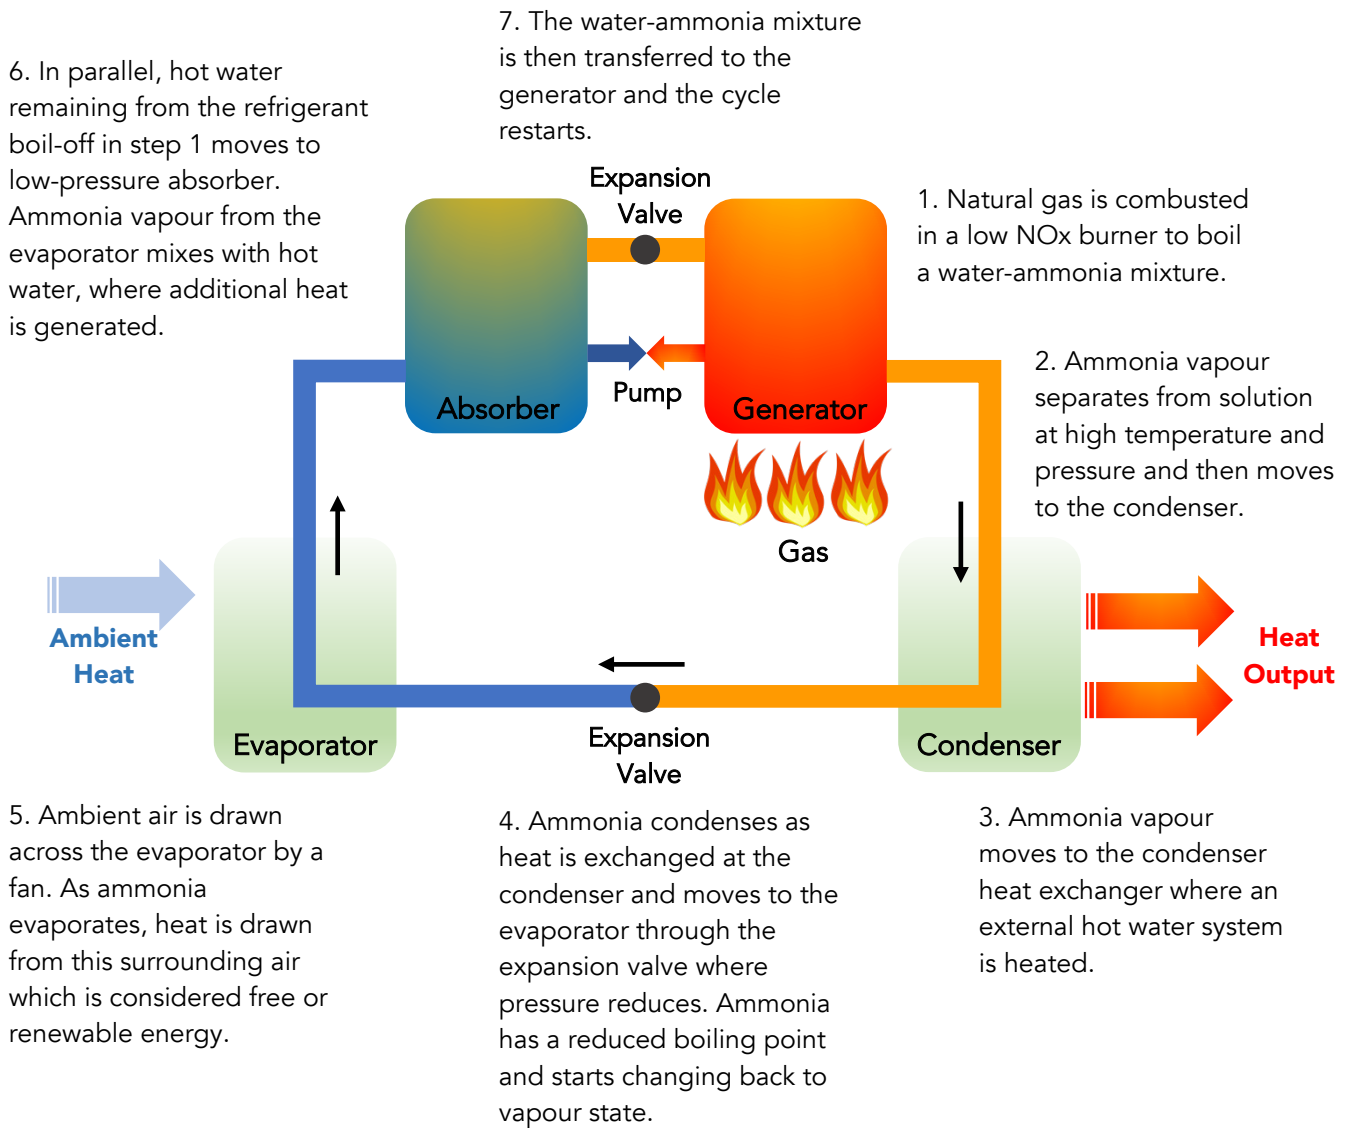 7. The water-ammonia mixture
is then transferred to the
generator and the cycle
restarts.
6. In parallel, hot water
remaining from the refrigerant
boil-off in step 1 moves to
low-pressure absorber.
Ammonia vapour from the
evaporator mixes with hot
water, where additional heat
is generated.
Expansion
Valve
1. Natural gas is combusted
in a low NOx burner to boil
a water-ammonia mixture.
Absorber
Pump
Generator
2. Ammonia vapour
separates from solution
at high temperature and
pressure and then moves
to the condenser.
Gas
Ambient
Heat
Heat
Output
Evaporator
Expansion
Valve
Condenser
5. Ambient air is drawn
across the evaporator by a
fan. As ammonia
evaporates, heat is drawn
from this surrounding air
which is considered free or
renewable energy.
4. Ammonia condenses as
heat is exchanged at the
condenser and moves to the
evaporator through the
expansion valve where
pressure reduces. Ammonia
has a reduced boiling point
and starts changing back to
vapour state.
3. Ammonia vapour
moves to the condenser
heat exchanger where an
external hot water system
is heated.